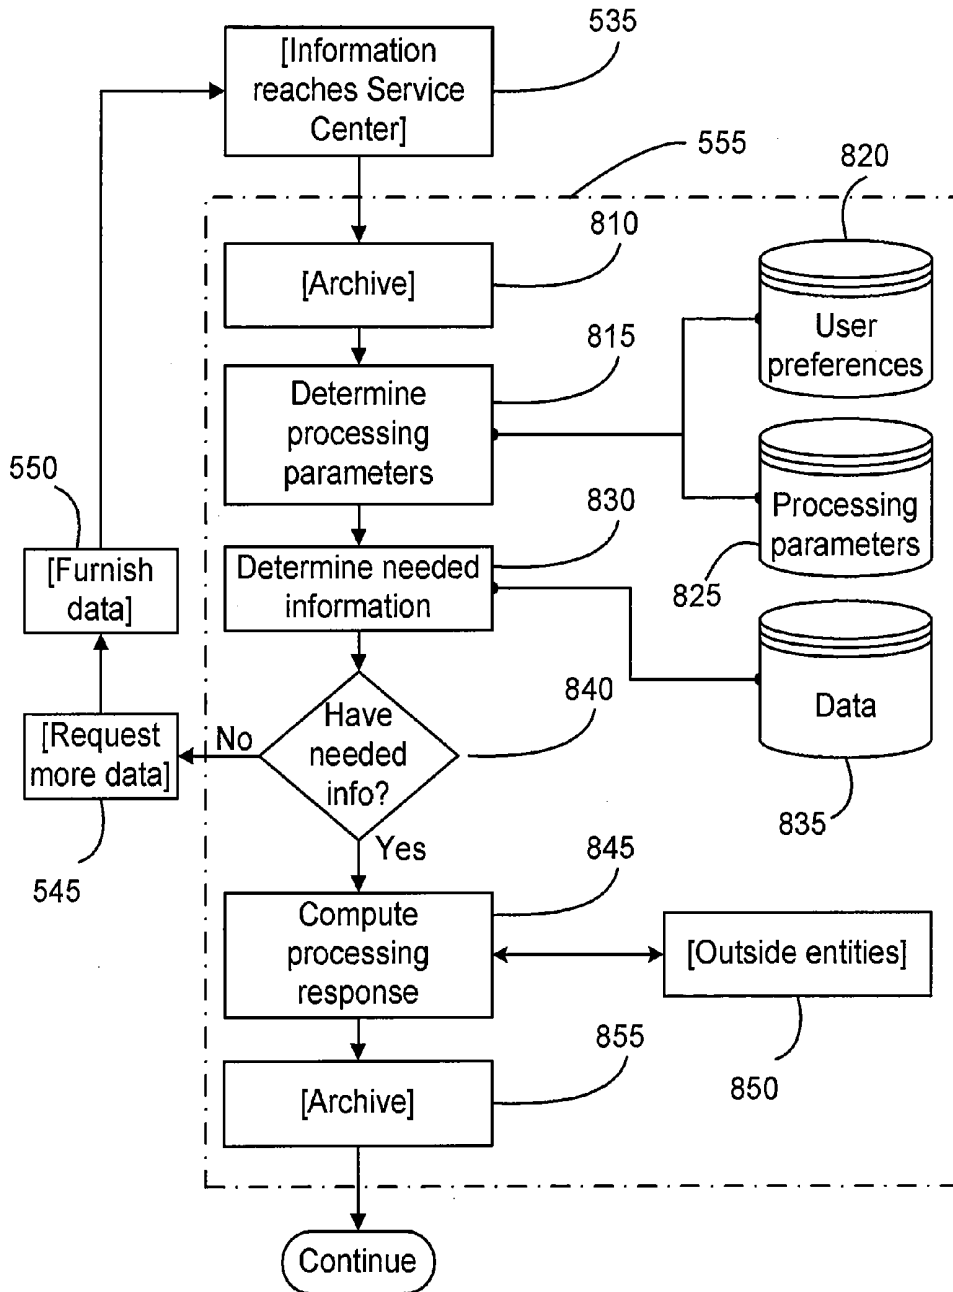 [Information
reaches Service
Center]
535
555
820
[Archive]
810
User
preferences
Determine
processing
parameters
815
Processing
parameters
825
550
[Furnish
data]
Determine needed
information
830
Data
835
Have
needed
info?
840
No
[Request
more data]
545
Yes
Compute
processing
response
845
[Outside entities]
850
[Archive]
855
Continue